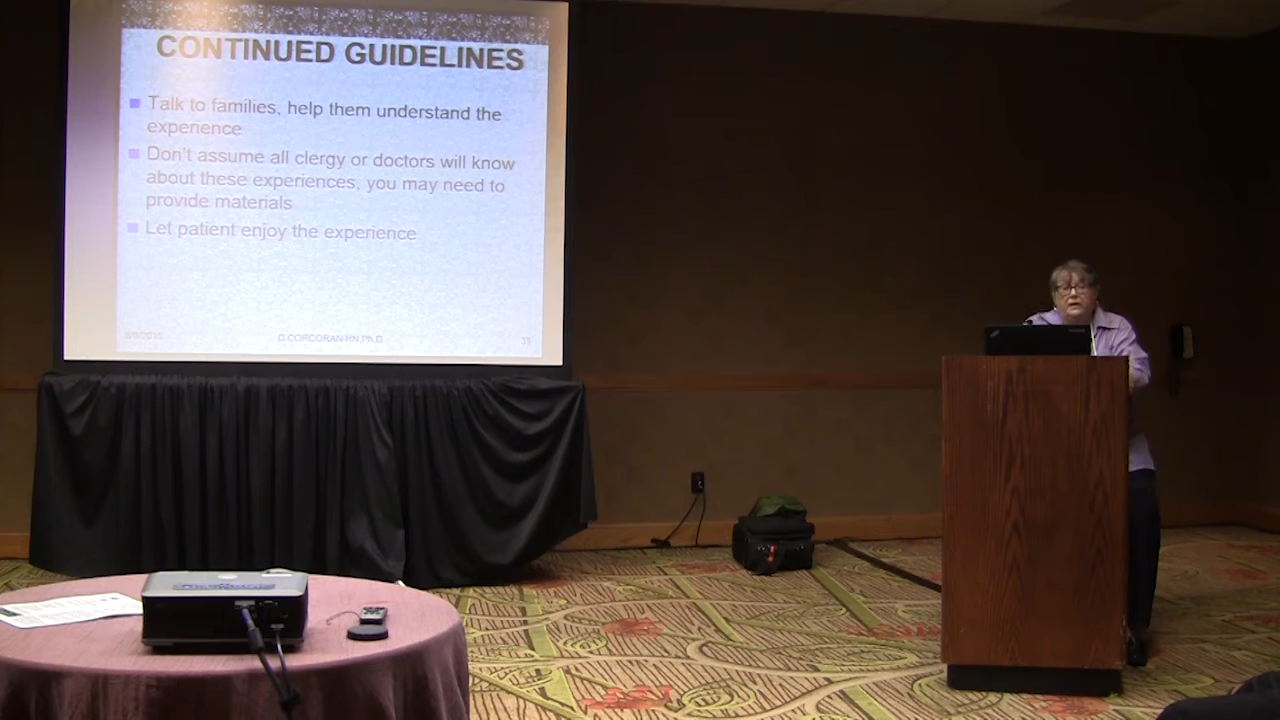 CONTINUED GUIDELINES
Talk to families, help them understand the
experience
Don't assume all clergy or doctors will know
about these experiences, you may need to
provide materials
Let patient enjoy the experience
D.CORCORAN RN,Ph.D